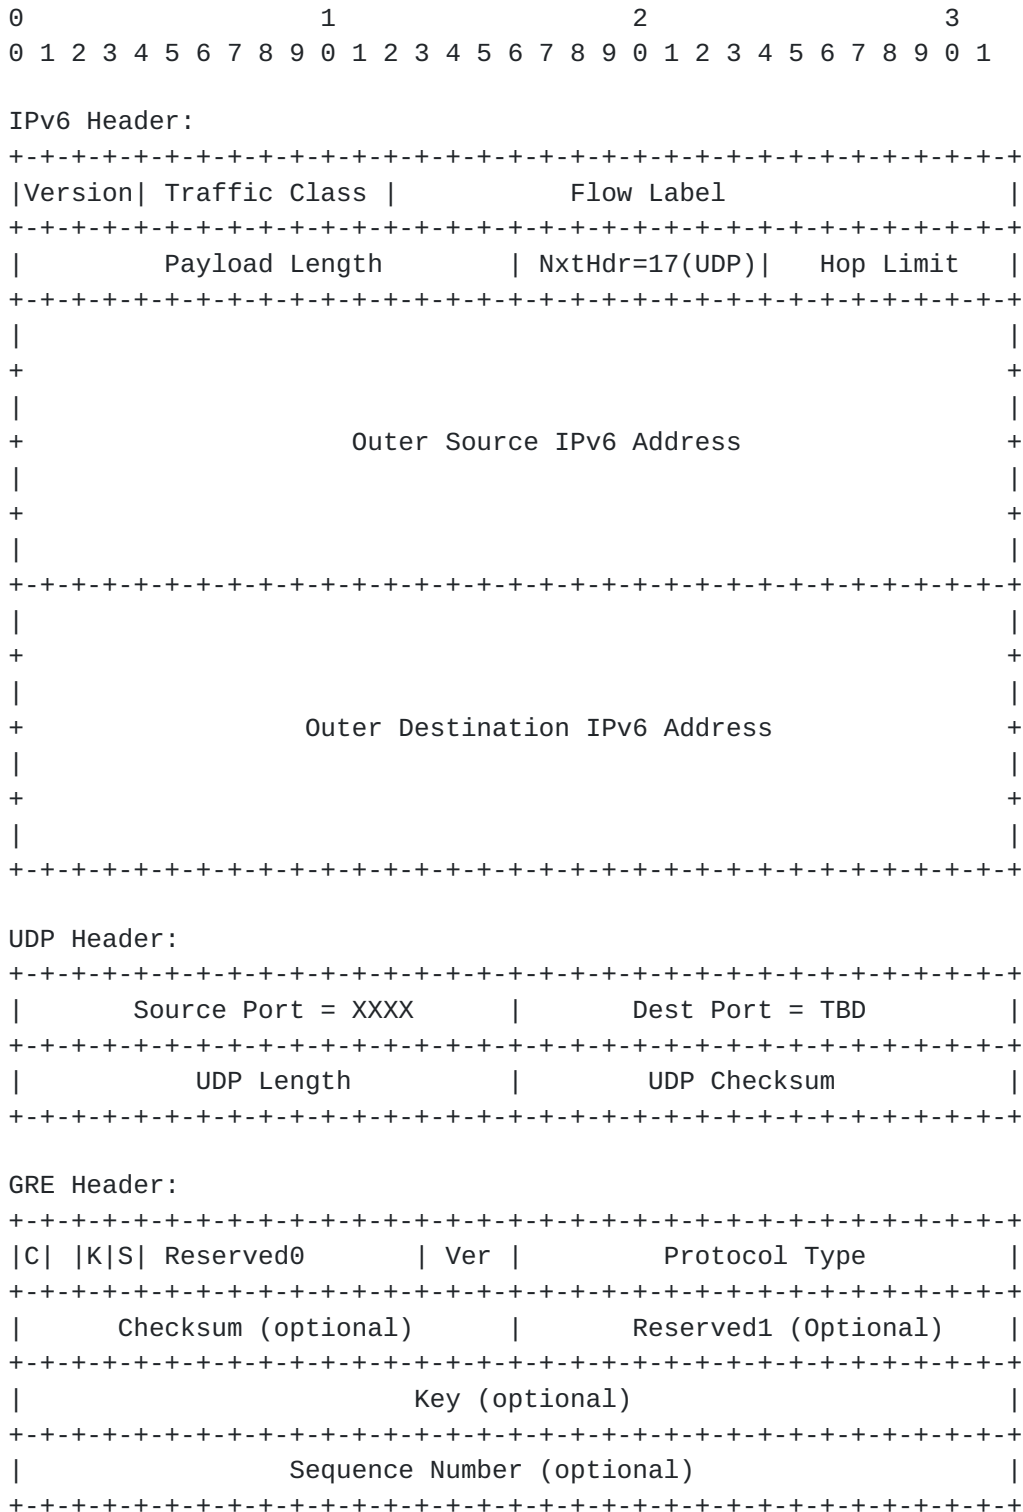 0                   1                   2                   3
0 1 2 3 4 5 6 7 8 9 0 1 2 3 4 5 6 7 8 9 0 1 2 3 4 5 6 7 8 9 0 1

IPv6 Header:
+-+-+-+-+-+-+-+-+-+-+-+-+-+-+-+-+-+-+-+-+-+-+-+-+-+-+-+-+-+-+-+-+
|Version| Traffic Class |           Flow Label                  |
+-+-+-+-+-+-+-+-+-+-+-+-+-+-+-+-+-+-+-+-+-+-+-+-+-+-+-+-+-+-+-+-+
|         Payload Length        | NxtHdr=17(UDP)|   Hop Limit   |
+-+-+-+-+-+-+-+-+-+-+-+-+-+-+-+-+-+-+-+-+-+-+-+-+-+-+-+-+-+-+-+-+
|                                                               |
+                                                               +
|                                                               |
+                     Outer Source IPv6 Address                 +
|                                                               |
+                                                               +
|                                                               |
+-+-+-+-+-+-+-+-+-+-+-+-+-+-+-+-+-+-+-+-+-+-+-+-+-+-+-+-+-+-+-+-+
|                                                               |
+                                                               +
|                                                               |
+                  Outer Destination IPv6 Address               +
|                                                               |
+                                                               +
|                                                               |
+-+-+-+-+-+-+-+-+-+-+-+-+-+-+-+-+-+-+-+-+-+-+-+-+-+-+-+-+-+-+-+-+

UDP Header:
+-+-+-+-+-+-+-+-+-+-+-+-+-+-+-+-+-+-+-+-+-+-+-+-+-+-+-+-+-+-+-+-+
|       Source Port = XXXX      |       Dest Port = TBD         |
+-+-+-+-+-+-+-+-+-+-+-+-+-+-+-+-+-+-+-+-+-+-+-+-+-+-+-+-+-+-+-+-+
|           UDP Length          |        UDP Checksum           |
+-+-+-+-+-+-+-+-+-+-+-+-+-+-+-+-+-+-+-+-+-+-+-+-+-+-+-+-+-+-+-+-+

GRE Header:
+-+-+-+-+-+-+-+-+-+-+-+-+-+-+-+-+-+-+-+-+-+-+-+-+-+-+-+-+-+-+-+-+
|C| |K|S| Reserved0       | Ver |         Protocol Type         |
+-+-+-+-+-+-+-+-+-+-+-+-+-+-+-+-+-+-+-+-+-+-+-+-+-+-+-+-+-+-+-+-+
|      Checksum (optional)      |       Reserved1 (Optional)    |
+-+-+-+-+-+-+-+-+-+-+-+-+-+-+-+-+-+-+-+-+-+-+-+-+-+-+-+-+-+-+-+-+
|                         Key (optional)                        |
+-+-+-+-+-+-+-+-+-+-+-+-+-+-+-+-+-+-+-+-+-+-+-+-+-+-+-+-+-+-+-+-+
|                 Sequence Number (optional)                    |
+-+-+-+-+-+-+-+-+-+-+-+-+-+-+-+-+-+-+-+-+-+-+-+-+-+-+-+-+-+-+-+-+